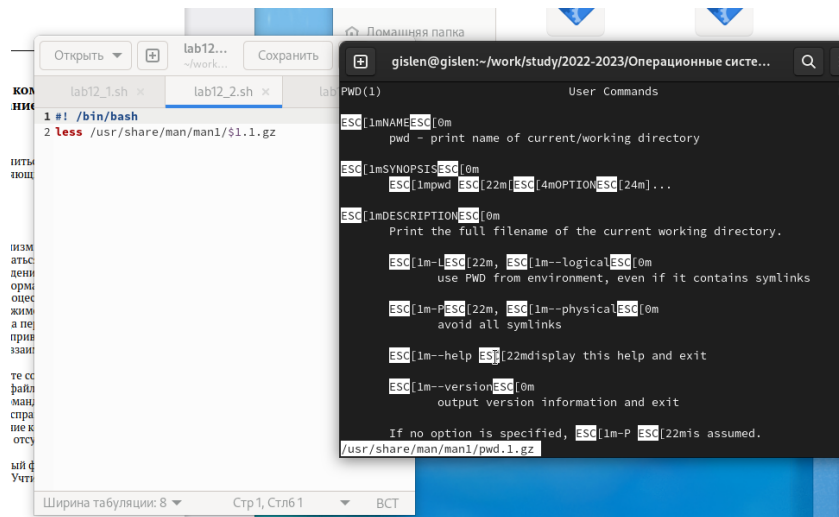 Домашняя папка
Открыть
lab12...
~/work...
Сохранить
lab12_1.sh ×
lab12_2.sh ×
lab
1 #! /bin/bash
2 less /usr/share/man/man1/$1.1.gz
Ширина табуляции: 8
Стр 1, Стлб 1
ВСТ
gislen@gislen:~/work/study/2022-2023/Операционные систе...
PWD(1) User Commands
ESC[1mNAMEESC[0m
pwd - print name of current/working directory
ESC[1mSYNOPSISESC[0m
ESC[1mpwd ESC[22m[ESC[4mOPTIONESC[24m]...
ESC[1mDESCRIPTIONESC[0m
Print the full filename of the current working directory.
ESC[1m-LESC[22m, ESC[1m--logicalESC[0m
use PWD from environment, even if it contains symlinks
ESC[1m-PESC[22m, ESC[1m--physicalESC[0m
avoid all symlinks
ESC[1m--help ESC[22mdisplay this help and exit
ESC[1m--versionESC[0m
output version information and exit
If no option is specified, ESC[1m-P ESC[22mis assumed.
/usr/share/man/man1/pwd.1.gz